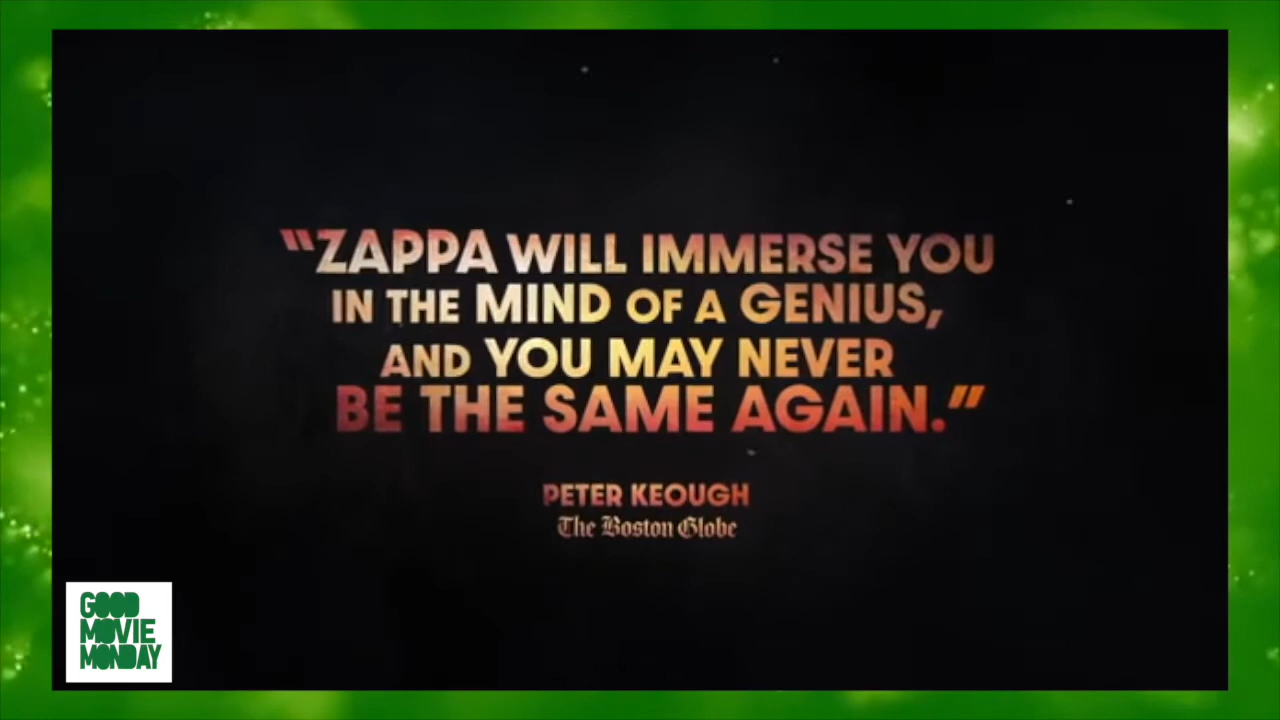 “ZAPPA WILL IMMERSE YOU
IN THE MIND OF A GENIUS,
AND YOU MAY NEVER
BE THE SAME AGAIN.”
PETER KEOUGH
The Boston Globe
GOOD
MOVIE
MONDAY